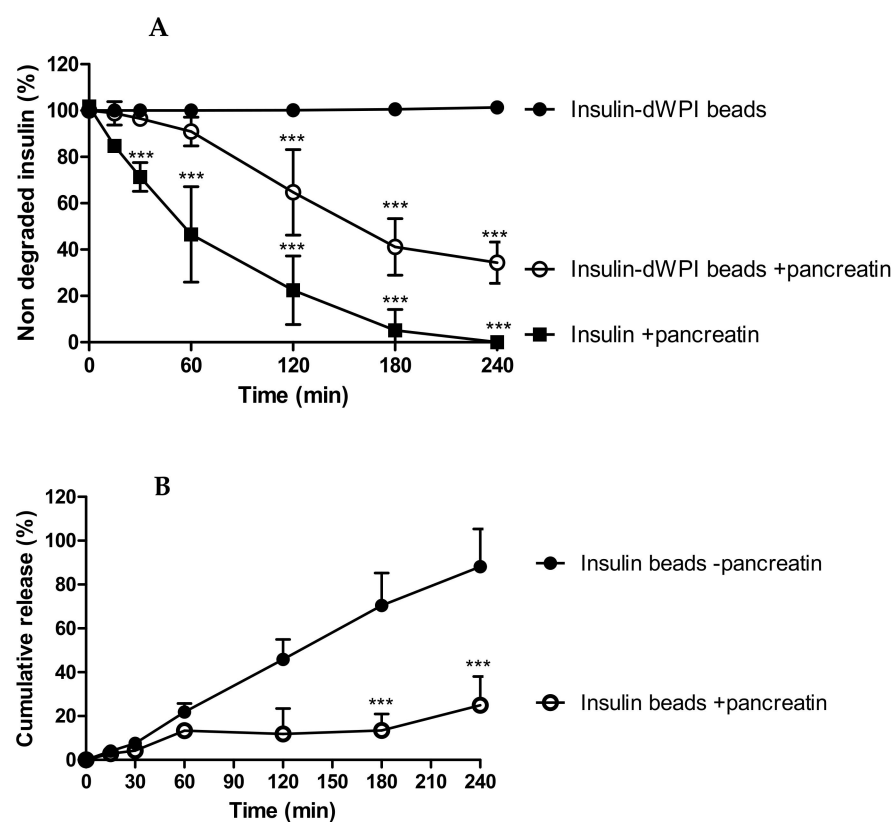 A
Non degraded insulin (%)
120
100
80
60
40
20
0
***
***
***
***
***
***
***
***
0 60 120 180 240
Time (min)
Insulin-dWPI beads
Insulin-dWPI beads +pancreatin
Insulin +pancreatin
B
Cumulative release (%)
120
100
80
60
40
20
0
***
***
0 30 60 90 120 150 180 210 240
Time (min)
Insulin beads -pancreatin
Insulin beads +pancreatin